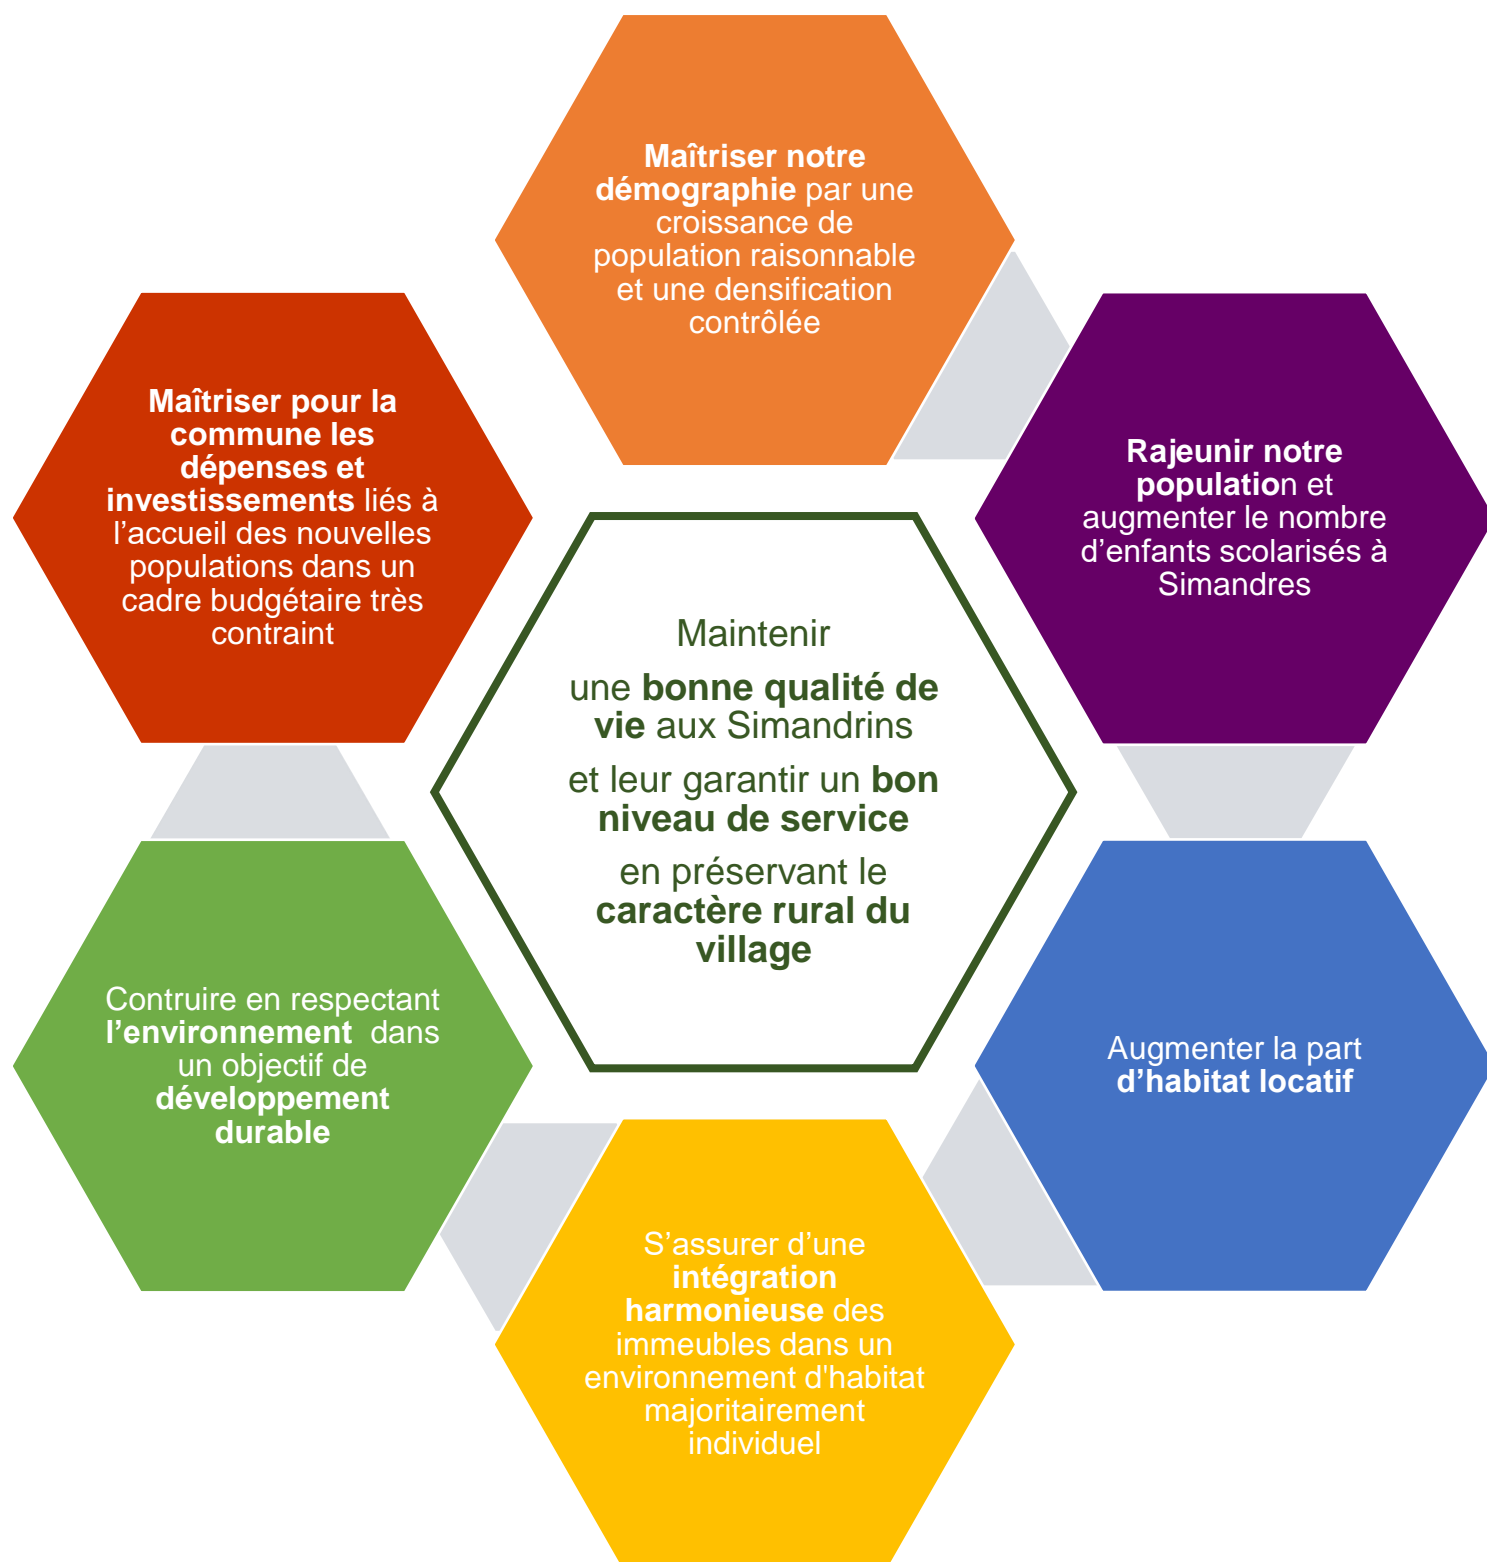 Maîtriser notre
démographie par une
croissance de
population raisonnable
et une densification
contrôlée
Rajeunir notre
population et
augmenter le nombre
d’enfants scolarisés à
Simandres
Augmenter la part
d’habitat locatif
S’assurer d’une
intégration
harmonieuse des
immeubles dans un
environnement d'habitat
majoritairement
individuel
Contruire en respectant
l’environnement dans
un objectif de
développement
durable
Maîtriser pour la
commune les
dépenses et
investissements liés à
l’accueil des nouvelles
populations dans un
cadre budgétaire très
contraint
Maintenir
une bonne qualité de
vie aux Simandrins
et leur garantir un bon
niveau de service
en préservant le
caractère rural du
village